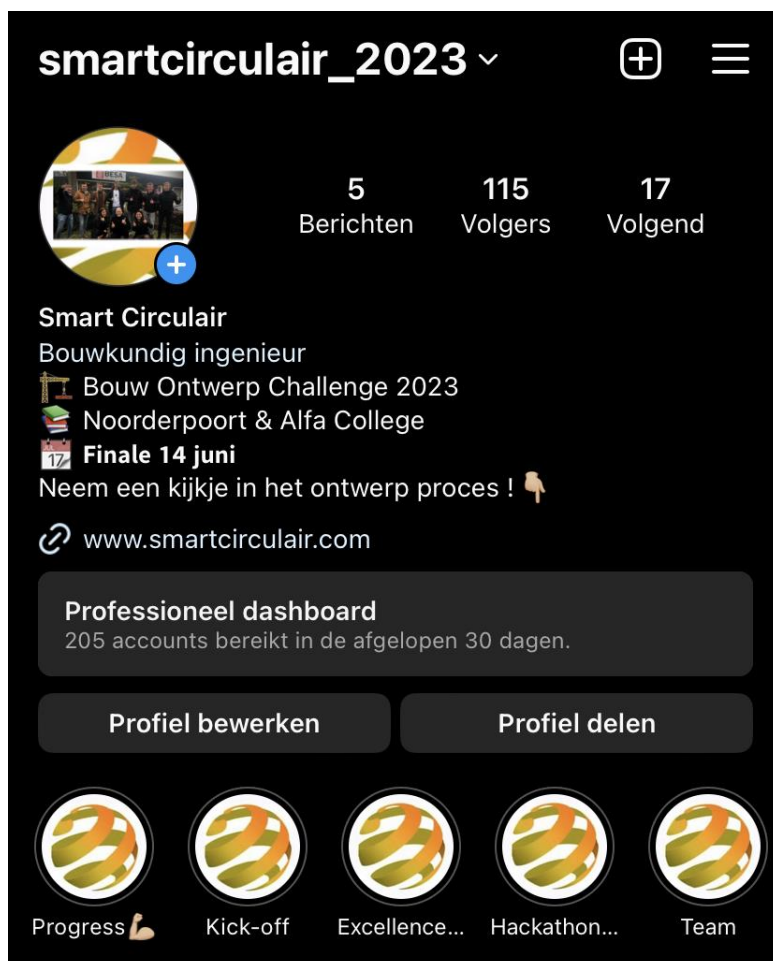 smartcirculair_2023
BESA
5 115 17
Berichten Volgers Volgend
Smart Circulair
Bouwkundig ingenieur
🏗️ Bouw Ontwerp Challenge 2023
📚 Noorderpoort & Alfa College
📆 Finale 14 juni
Neem een kijkje in het ontwerp proces ! 👇🏼
www.smartcirculair.com
Professioneel dashboard
205 accounts bereikt in de afgelopen 30 dagen.
Profiel bewerken Profiel delen
Progress💪🏼 Kick-off Excellence... Hackathon... Team